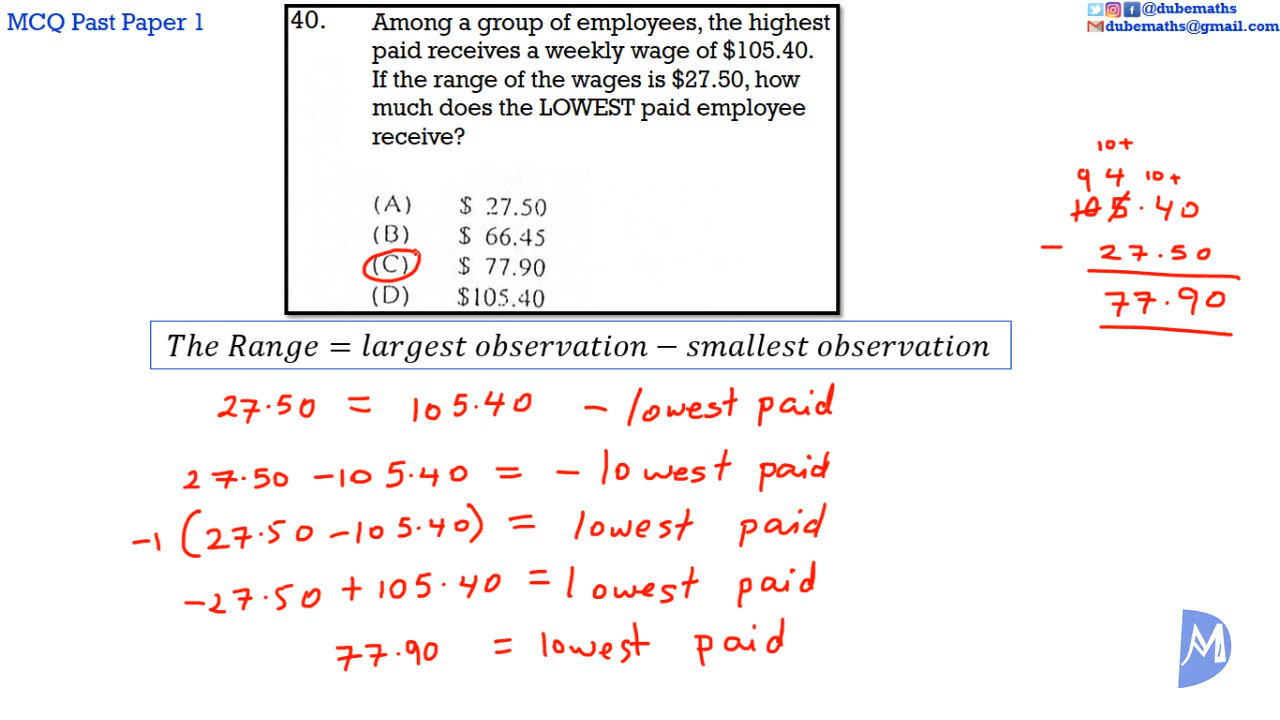 MCQ Past Paper 1
@dubemaths
dubemaths@gmail.com
40. Among a group of employees, the highest
paid receives a weekly wage of $105.40.
If the range of the wages is $27.50, how
much does the LOWEST paid employee
receive?
(A) $ 27.50
(B) $ 66.45
(C) $ 77.90
(D) $105.40
10+
9 4 10+
105.40
- 27.50
77.90
The Range = largest observation − smallest observation
27.50 = 105.40 - lowest paid
27.50 - 105.40 = - lowest paid
-1 (27.50 - 105.40) = lowest paid
-27.50 + 105.40 = lowest paid
77.90 = lowest paid
M